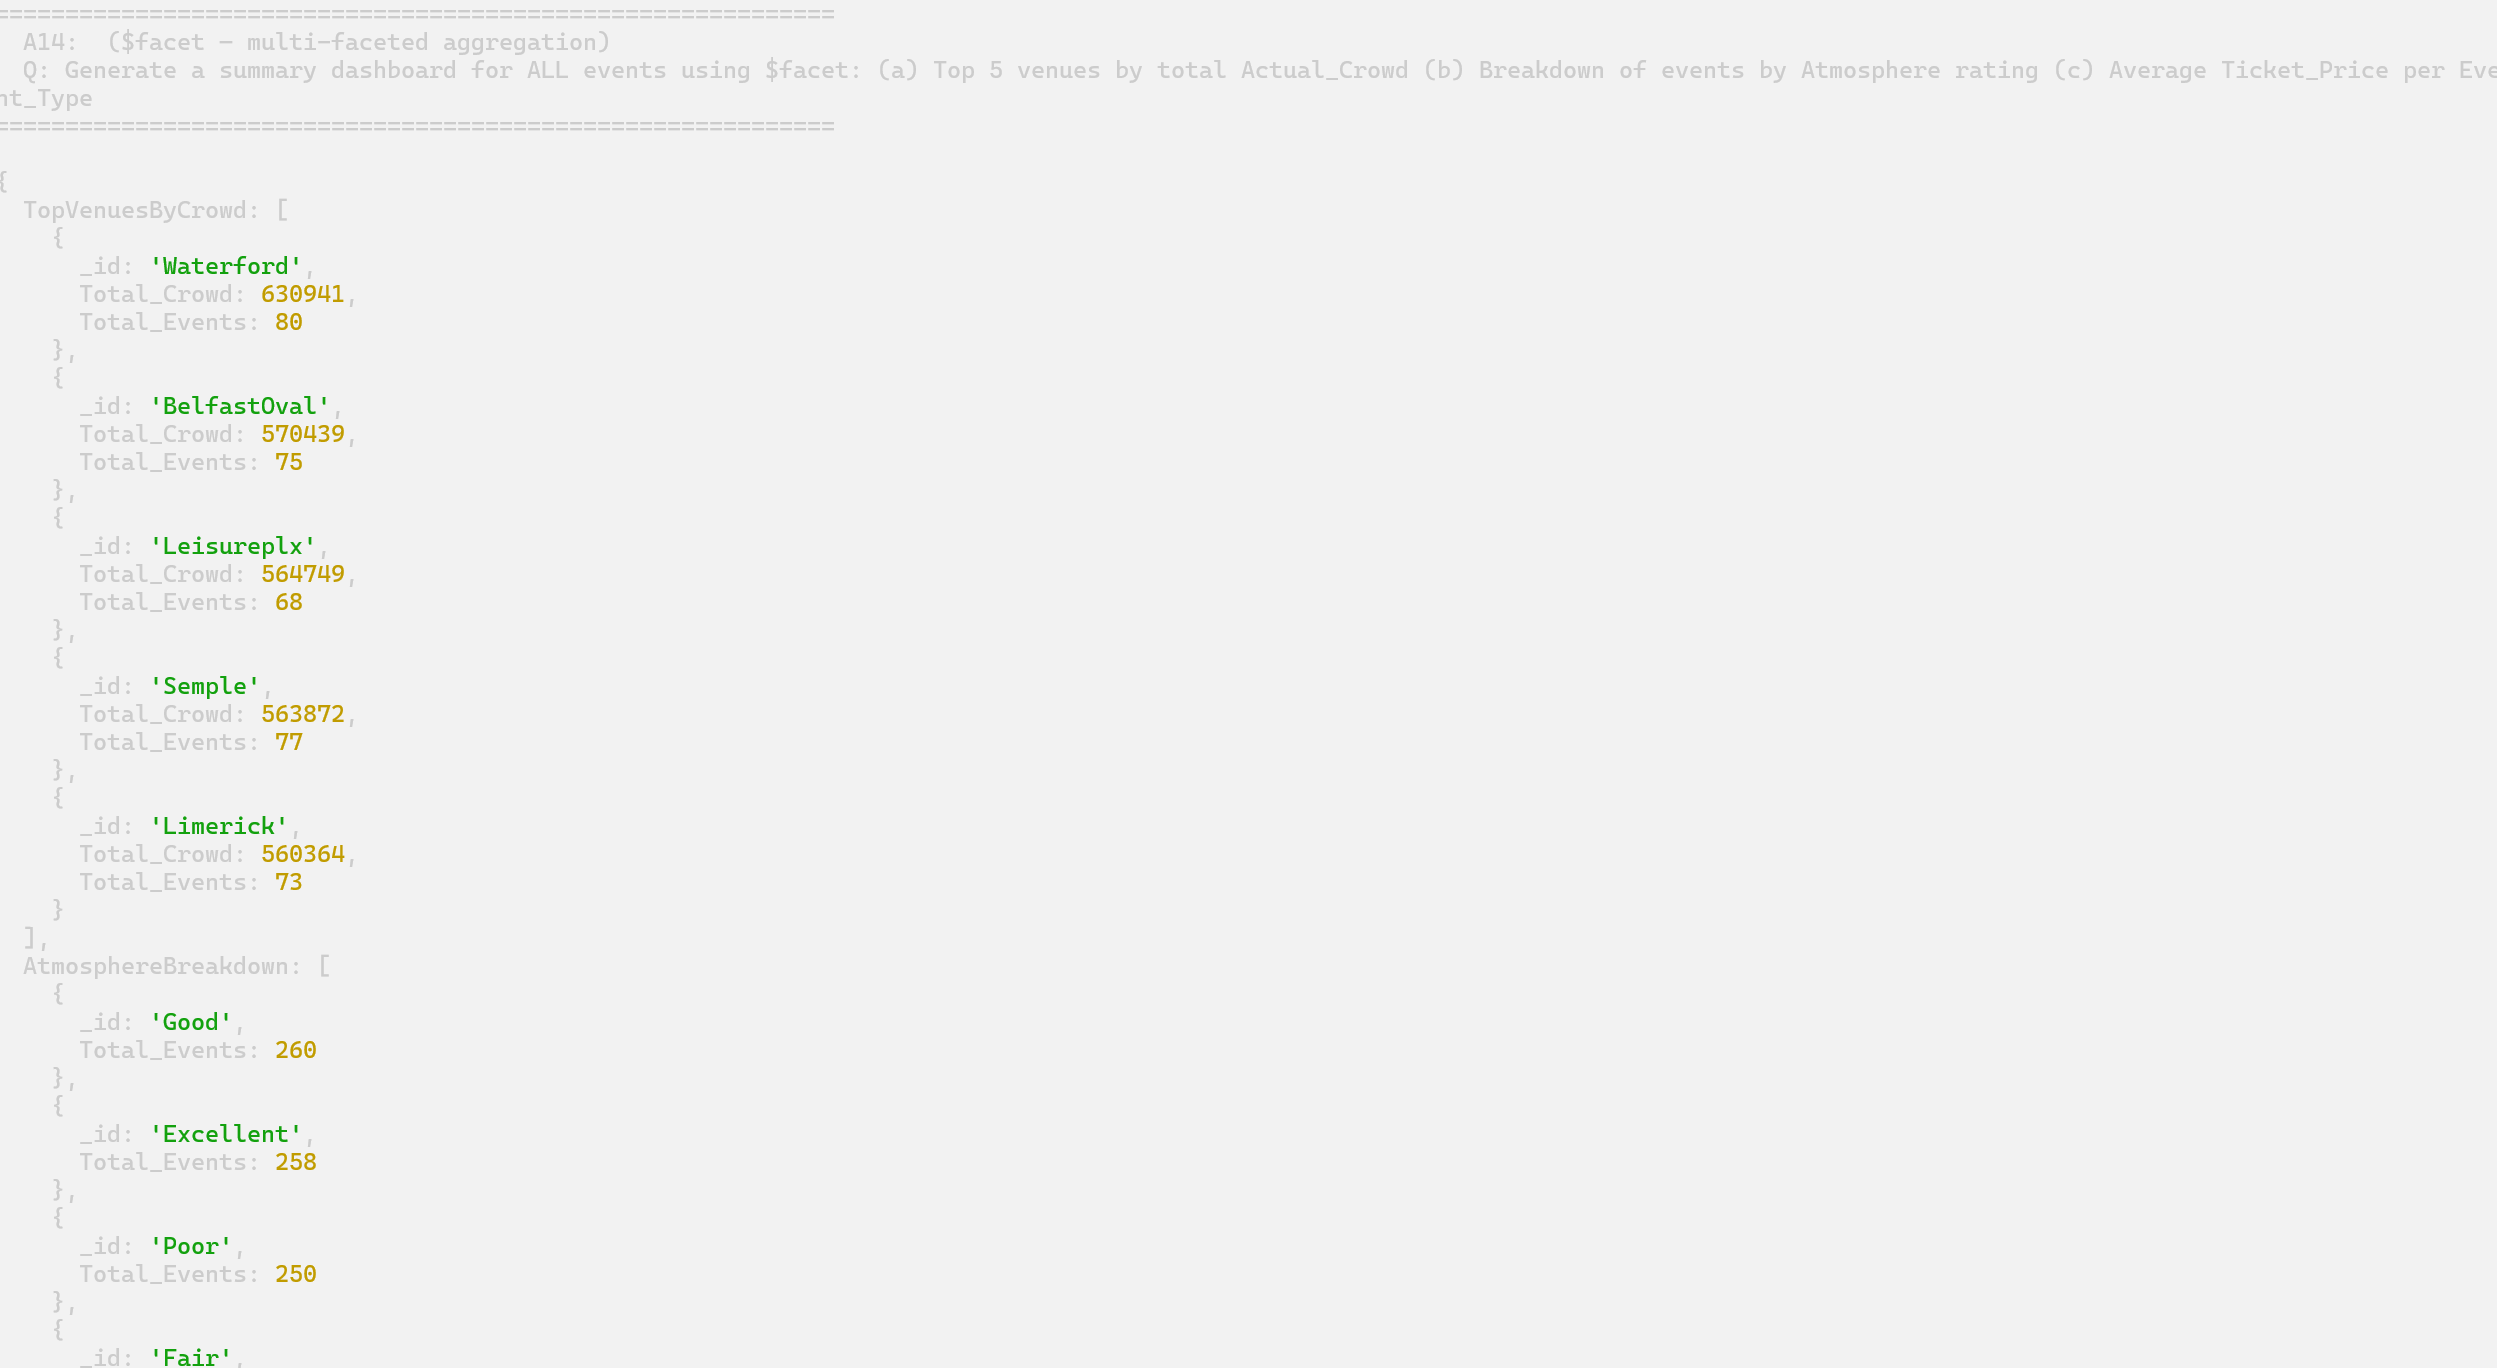 ============================================================
A14:  ($facet – multi-faceted aggregation)
Q: Generate a summary dashboard for ALL events using $facet: (a) Top 5 venues by total Actual_Crowd (b) Breakdown of events by Atmosphere rating (c) Average Ticket_Price per Eve
nt_Type
============================================================
{
  TopVenuesByCrowd: [
    {
      _id: 'Waterford',
      Total_Crowd: 630941,
      Total_Events: 80
    },
    {
      _id: 'BelfastOval',
      Total_Crowd: 570439,
      Total_Events: 75
    },
    {
      _id: 'Leisureplx',
      Total_Crowd: 564749,
      Total_Events: 68
    },
    {
      _id: 'Semple',
      Total_Crowd: 563872,
      Total_Events: 77
    },
    {
      _id: 'Limerick',
      Total_Crowd: 560364,
      Total_Events: 73
    }
  ],
  AtmosphereBreakdown: [
    {
      _id: 'Good',
      Total_Events: 260
    },
    {
      _id: 'Excellent',
      Total_Events: 258
    },
    {
      _id: 'Poor',
      Total_Events: 250
    },
    {
      _id: 'Fair',